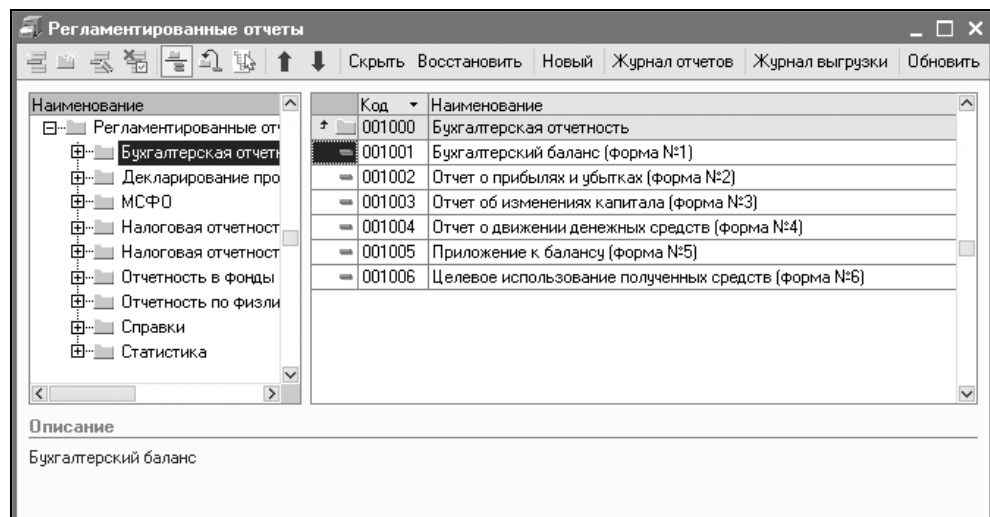 Регламентированные отчеты
Скрыть Восстановить Новый Журнал отчетов Журнал выгрузки Обновить
Наименование
Регламентированные от
Бухгалтерская отчетн
Декларирование про
МСФО
Налоговая отчетност
Налоговая отчетност
Отчетность в фонды
Отчетность по физли
Справки
Статистика
Код Наименование
001000 Бухгалтерская отчетность
001001 Бухгалтерский баланс (форма №1)
001002 Отчет о прибылях и убытках (форма №2)
001003 Отчет об изменениях капитала (форма №3)
001004 Отчет о движении денежных средств (форма №4)
001005 Приложение к балансу (форма №5)
001006 Целевое использование полученных средств (форма №6)
Описание
Бухгалтерский баланс